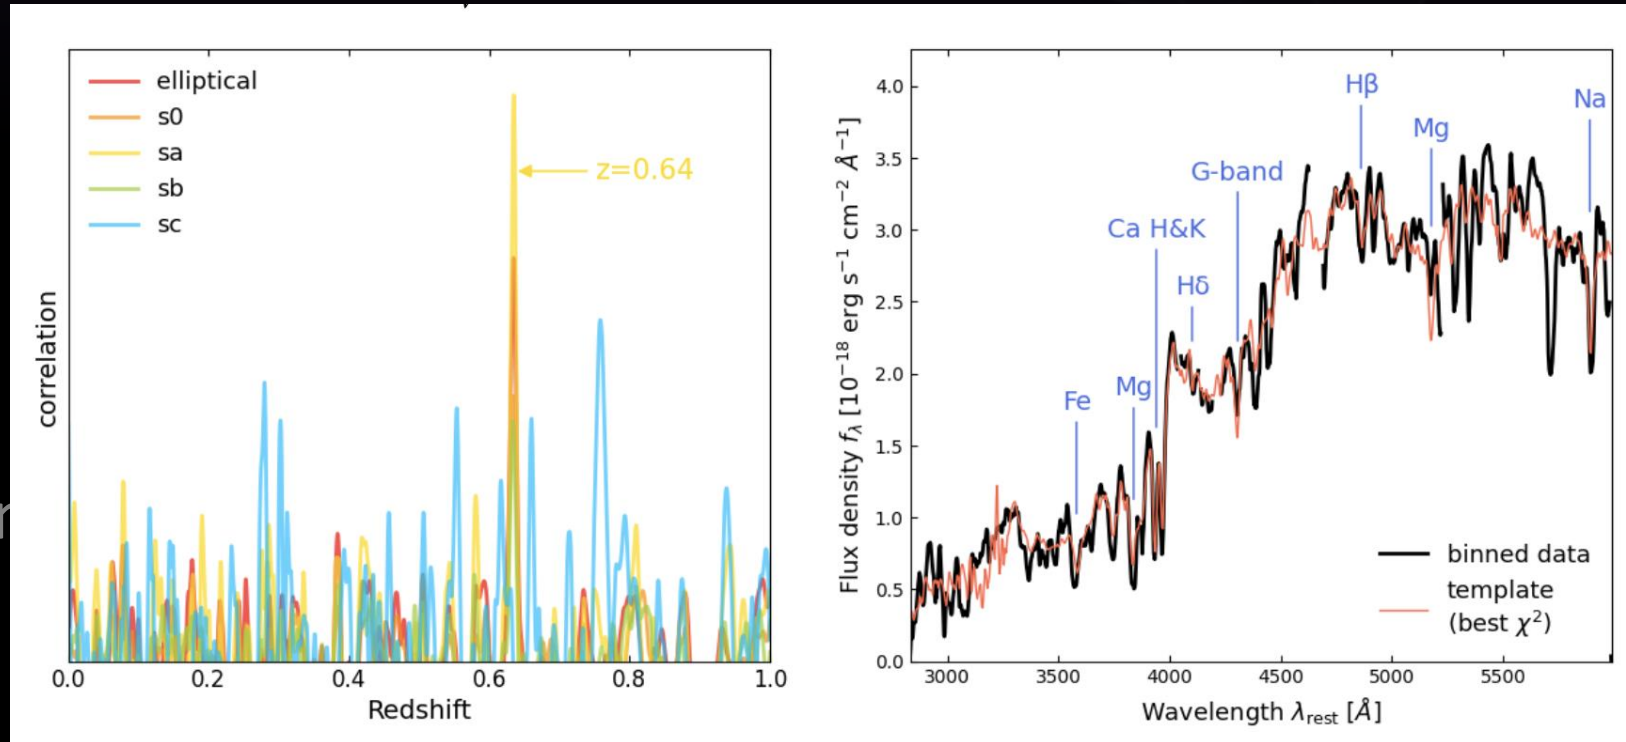 elliptical
s0
sa
sb
sc
z=0.64
correlation
0.0 0.2 0.4 0.6 0.8 1.0
Redshift
Flux density fλ [10⁻¹⁸ erg s⁻¹ cm⁻² Å⁻¹]
4.0
3.5
3.0
2.5
2.0
1.5
1.0
0.5
0.0
Fe
Mg
Ca H&K
Hδ
G-band
Hβ
Mg
Na
binned data
template
(best χ²)
3000 3500 4000 4500 5000 5500
Wavelength λrest [Å]